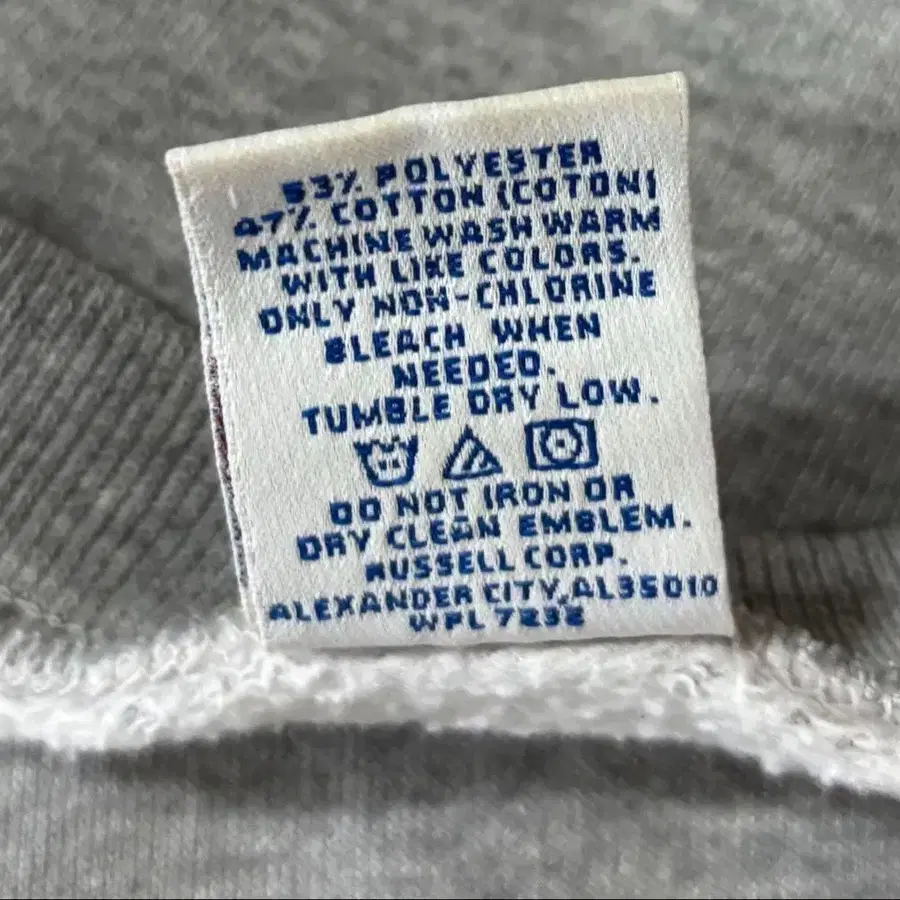 53% POLYESTER
47% COTTON (COTON)
MACHINE WASH WARM
WITH LIKE COLORS.
ONLY NON-CHLORINE
BLEACH WHEN
NEEDED.
TUMBLE DRY LOW.
DO NOT IRON OR
DRY CLEAN EMBLEM.
RUSSELL CORP.
ALEXANDER CITY, AL35010
WPL 7232